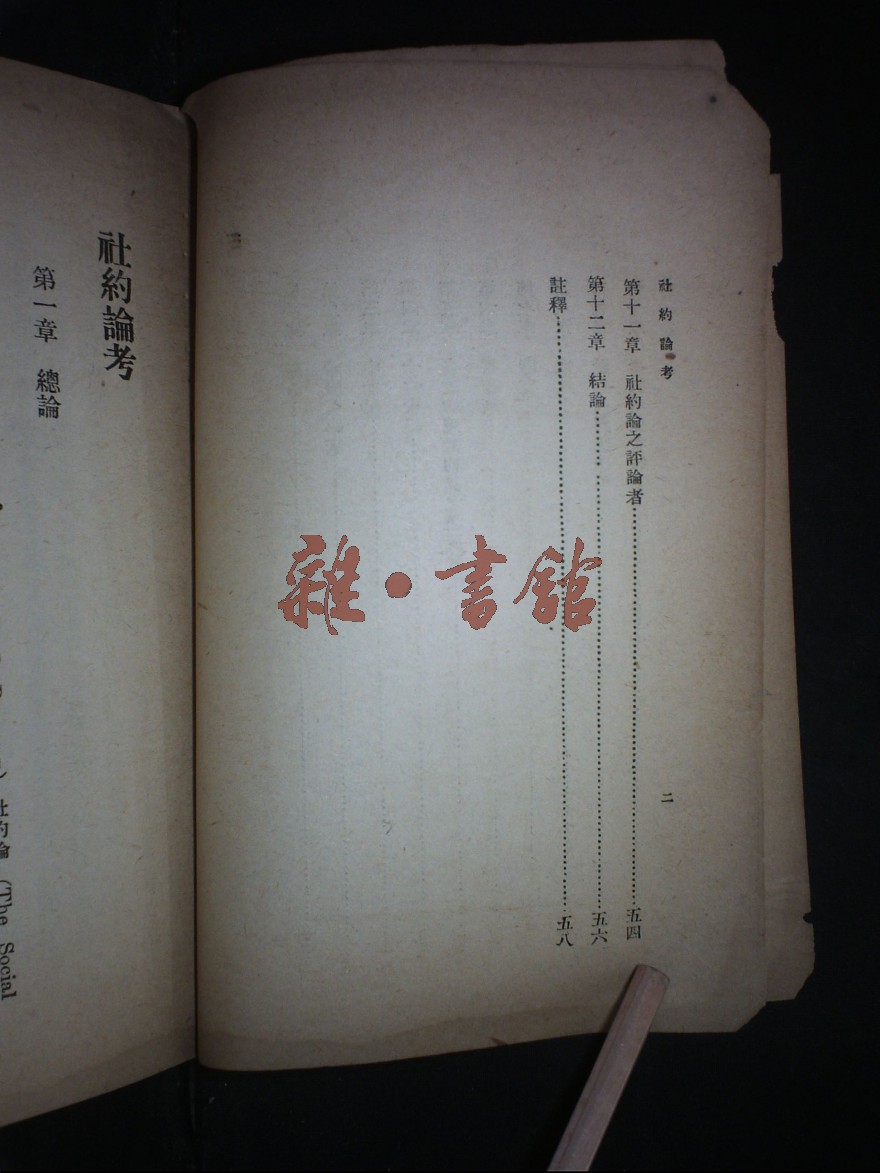 社約論考
二
第十一章 社約論之評論者…………五四
第十二章 結論…………五六
註釋…………五八
社約論考
第一章 總論
社約論 (The Social
雜・書館